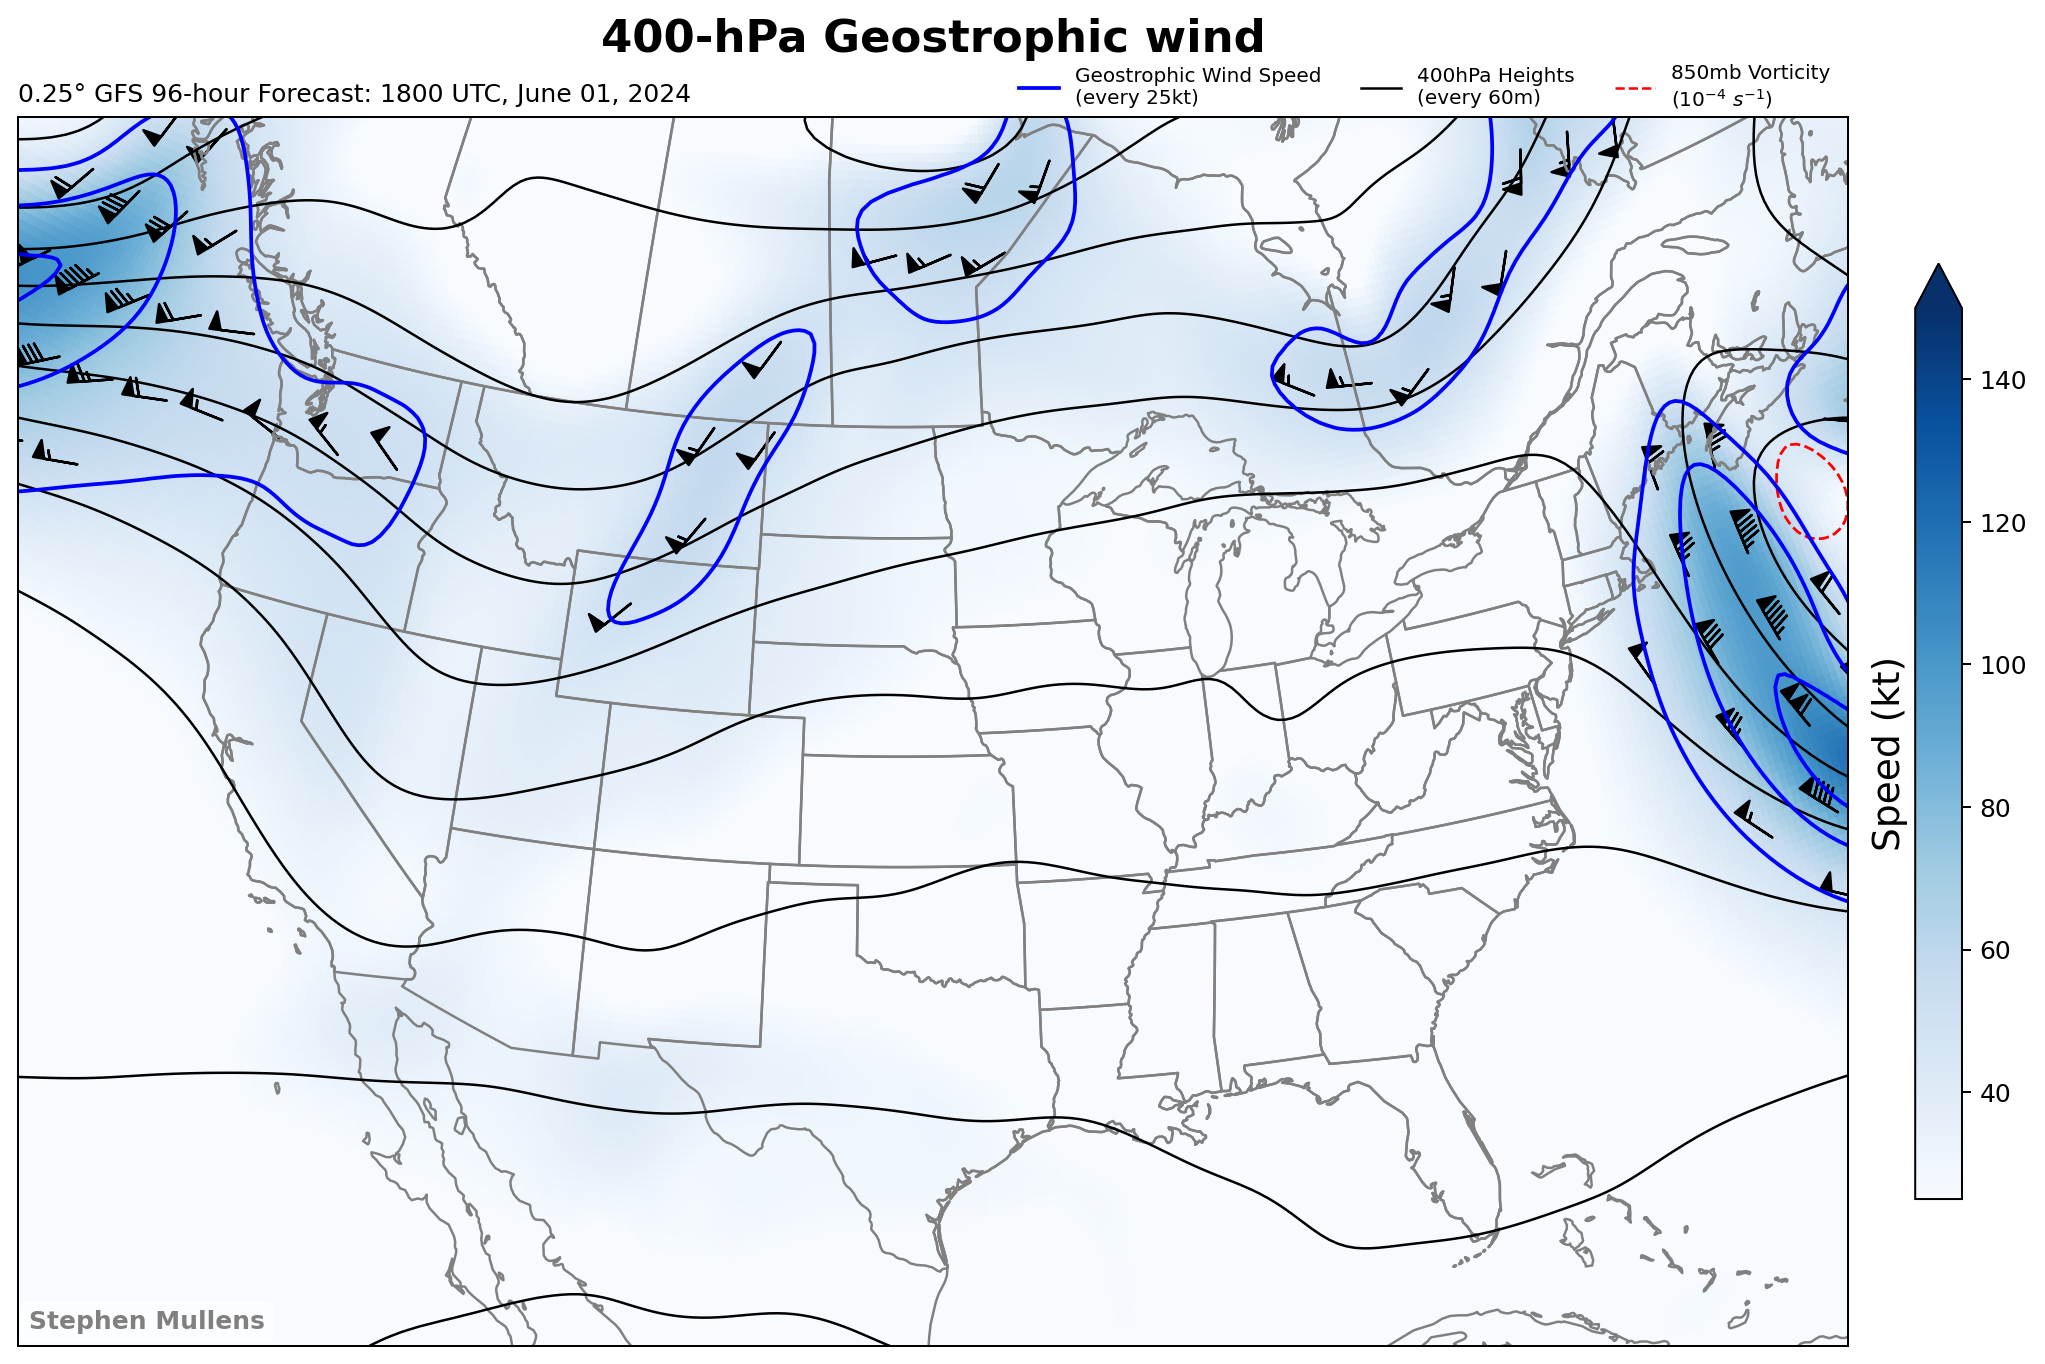 400-hPa Geostrophic wind
0.25° GFS 96-hour Forecast: 1800 UTC, June 01, 2024
Geostrophic Wind Speed
(every 25kt)
400hPa Heights
(every 60m)
850mb Vorticity
(10⁻⁴ s⁻¹)
140
120
100
80
60
40
Speed (kt)
Stephen Mullens